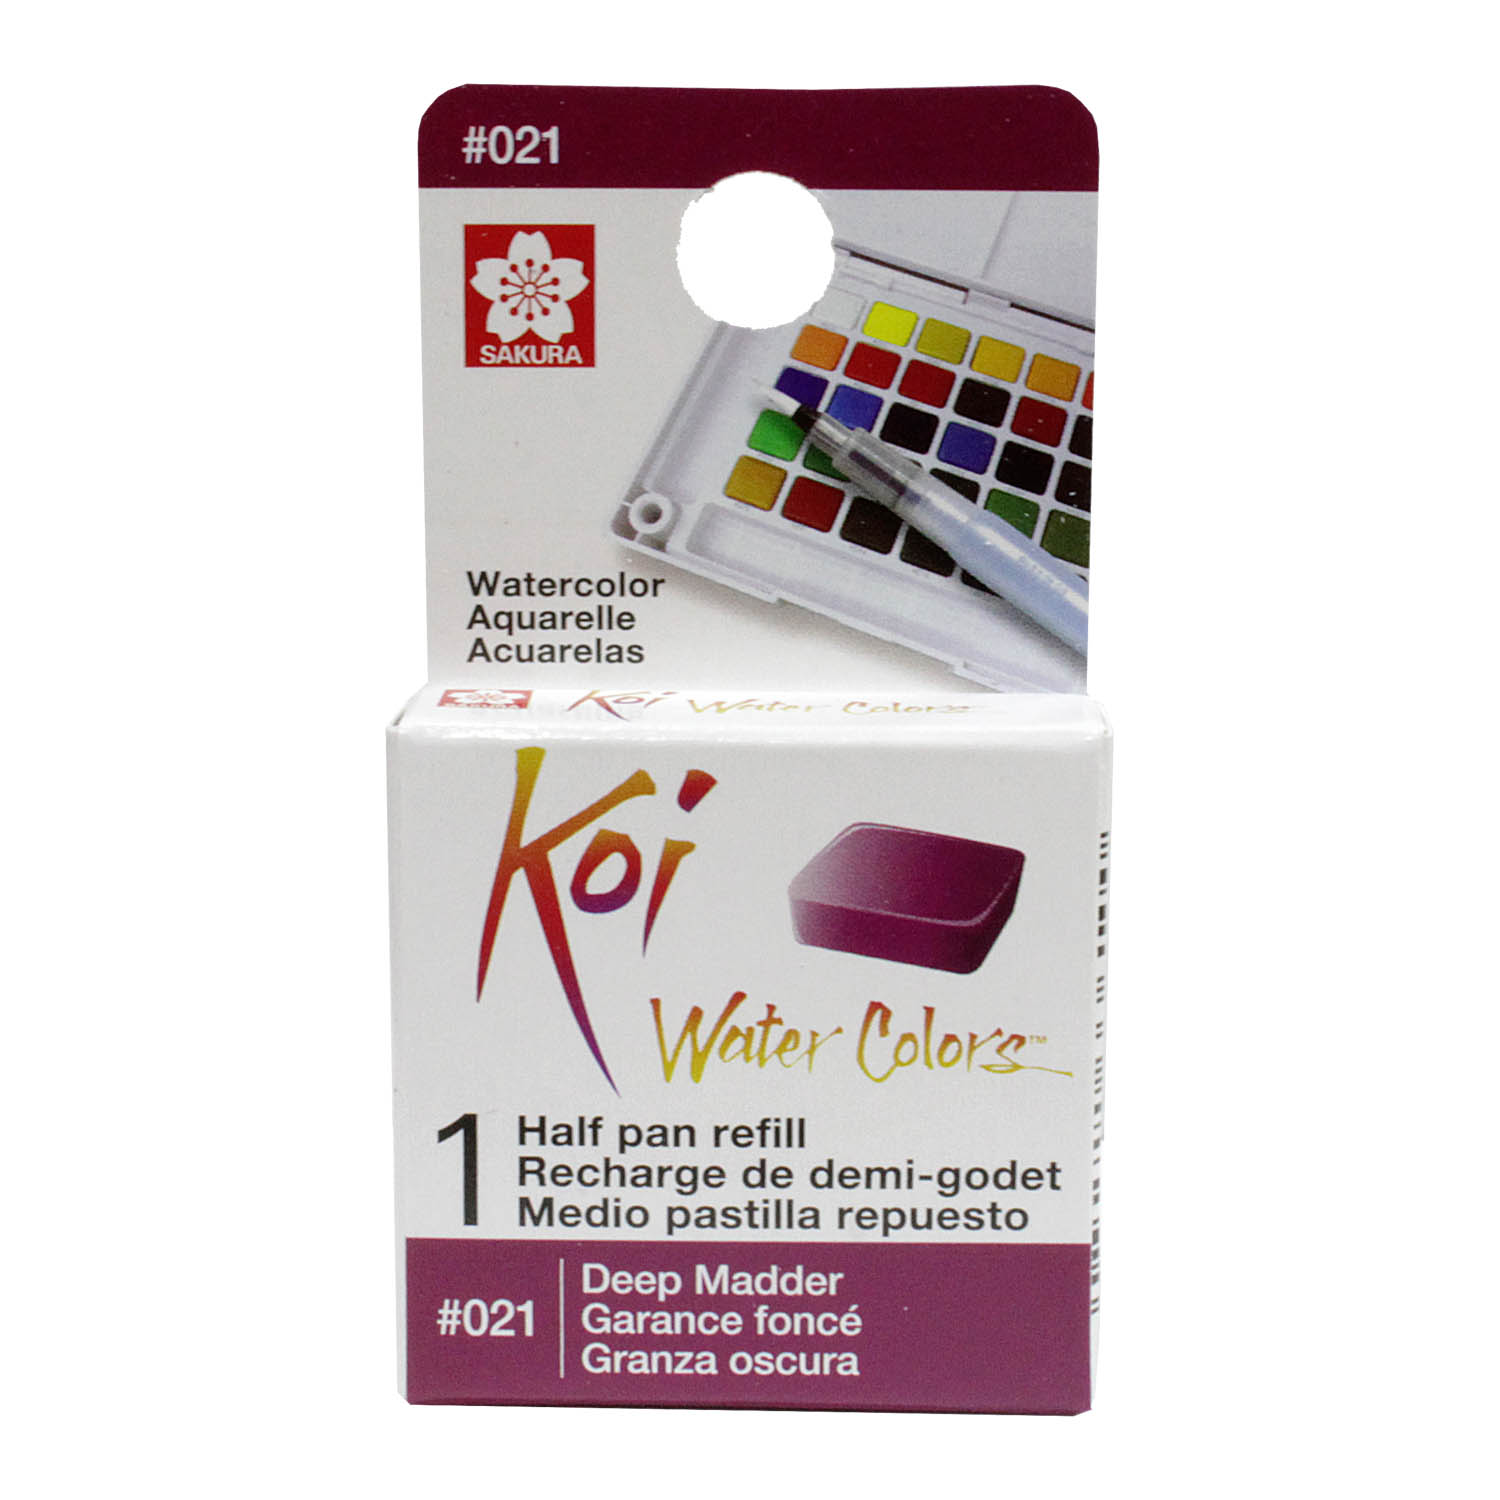 #021
SAKURA
Watercolor
Aquarelle
Acuarelas
SAKURA Koi Water Colors
Koi
Water Colors™
1 Half pan refill
Recharge de demi-godet
Medio pastilla repuesto
#021
Deep Madder
Garance foncé
Granza oscura